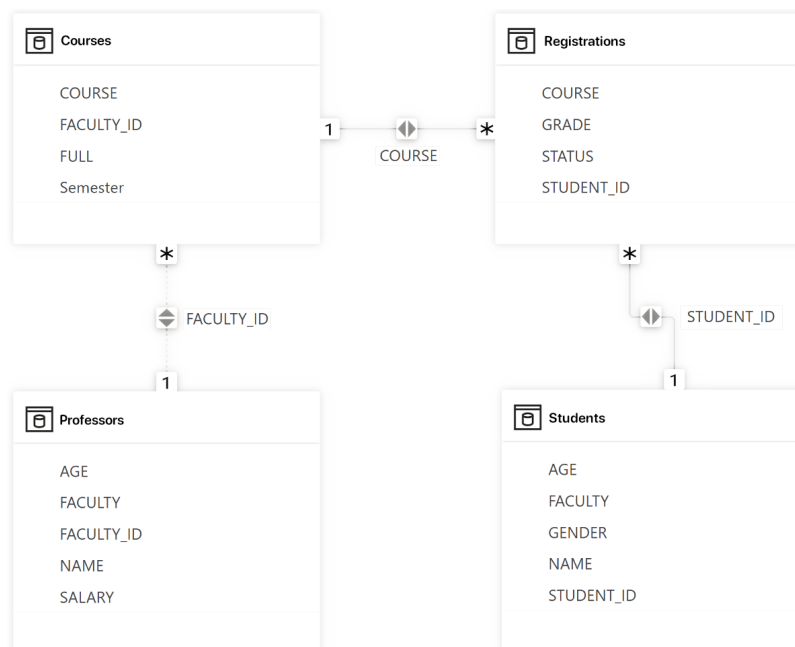 Courses
COURSE
FACULTY_ID
FULL
Semester
1
COURSE
*
Registrations
COURSE
GRADE
STATUS
STUDENT_ID
*
FACULTY_ID
1
*
STUDENT_ID
1
Professors
AGE
FACULTY
FACULTY_ID
NAME
SALARY
Students
AGE
FACULTY
GENDER
NAME
STUDENT_ID